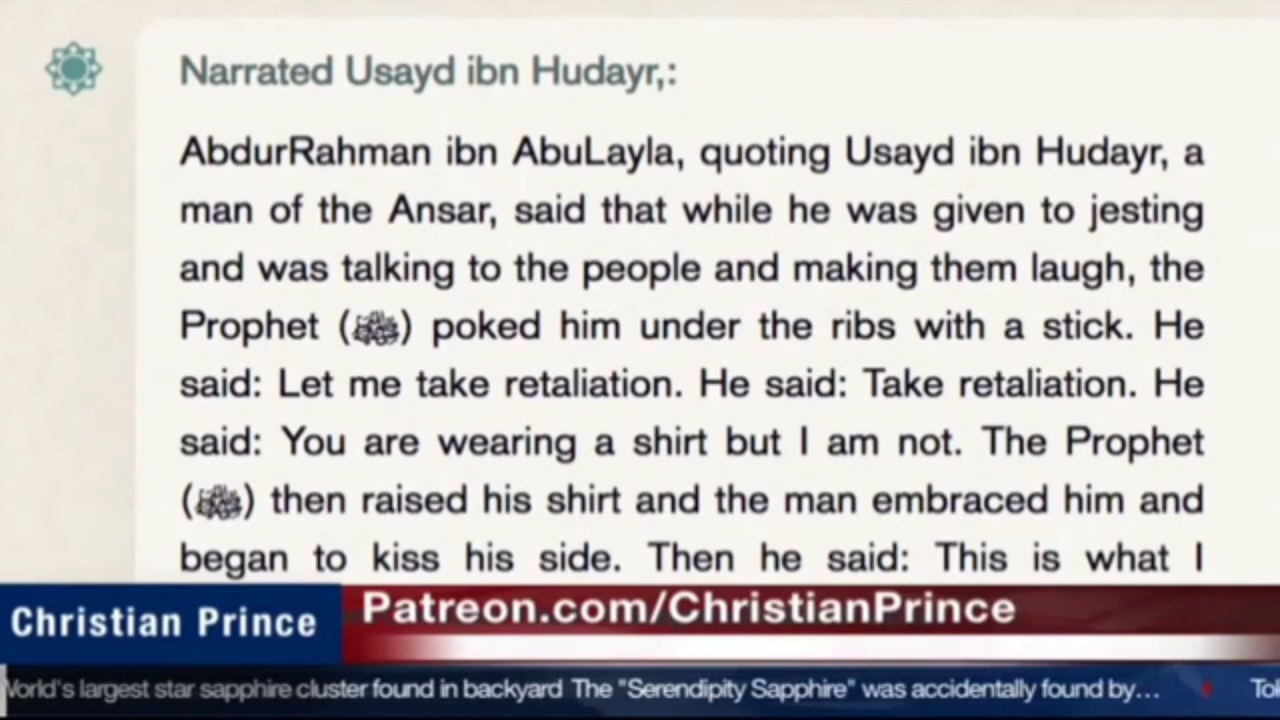 Narrated Usayd ibn Hudayr,:
AbdurRahman ibn AbuLayla, quoting Usayd ibn Hudayr, a
man of the Ansar, said that while he was given to jesting
and was talking to the people and making them laugh, the
Prophet (ﷺ) poked him under the ribs with a stick. He
said: Let me take retaliation. He said: Take retaliation. He
said: You are wearing a shirt but I am not. The Prophet
(ﷺ) then raised his shirt and the man embraced him and
began to kiss his side. Then he said: This is what I
Christian Prince
Patreon.com/ChristianPrince
World's largest star sapphire cluster found in backyard The "Serendipity Sapphire" was accidentally found by...